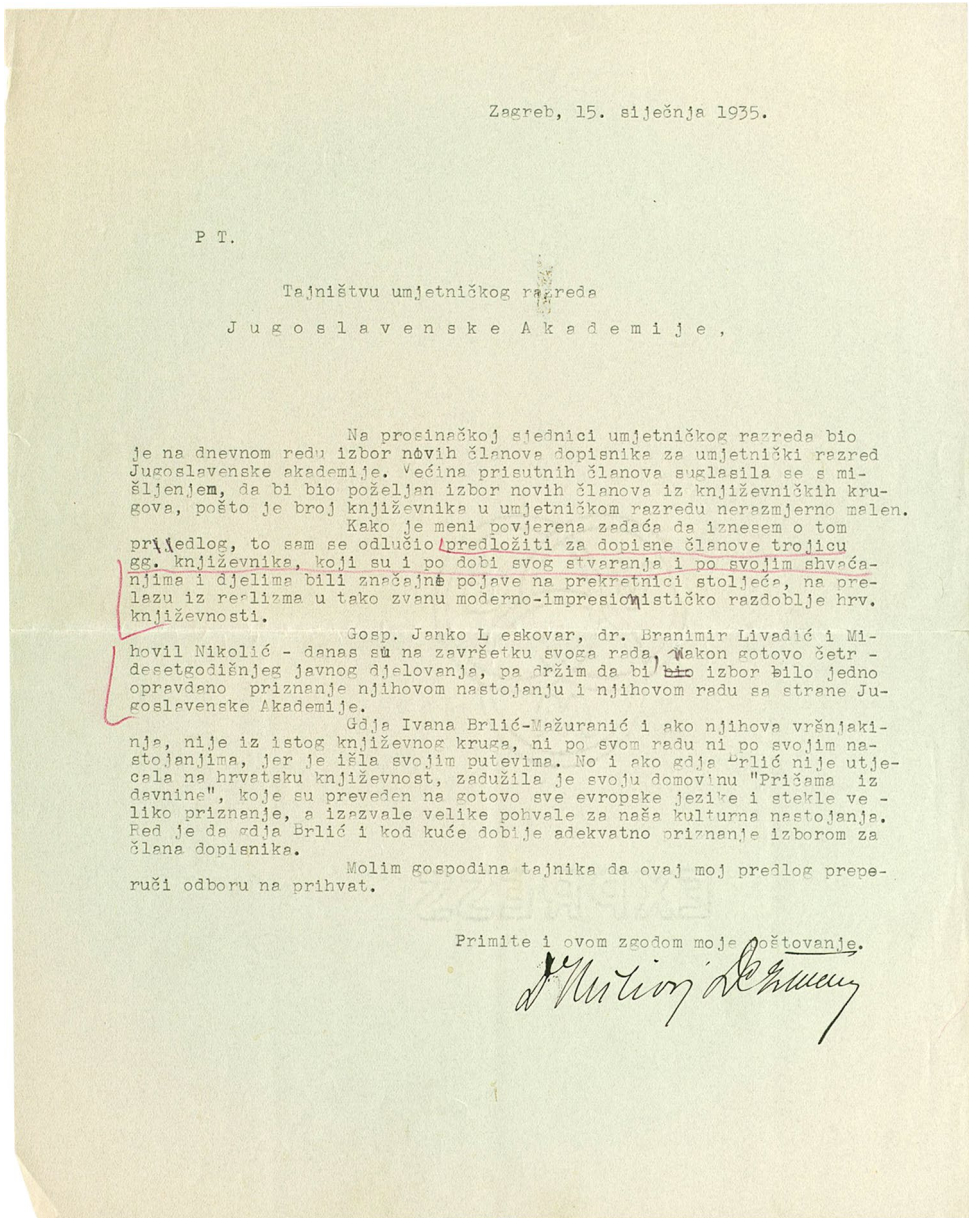 Zagreb, 15. siječnja 1935.
P T.
Tajništvu umjetničkog razreda
J u g o s l a v e n s k e  A k a d e m i j e ,
Na prosinačkoj sjednici umjetničkog razreda bio
je na dnevnom redu izbor novih članova dopisnika za umjetnički razred
Jugoslavenske akademije. Većina prisutnih članova suglasila se s mi-
šljenjem, da bi bio poželjan izbor novih članova iz književničkih kru-
gova, pošto je broj književnika u umjetničkom razredu nerazmjerno malen.
Kako je meni povjerena zadaća da iznesem o tom
prijedlog, to sam se odlučio predložiti za dopisne članove trojicu
gg. književnika, koji su i po dobi svog stvaranja i po svojim shvaća-
njima i djelima bili značajne pojave na prekretnici stoljeća, na pre-
lazu iz realizma u tako zvanu moderno-impresionističko razdoblje hrv.
književnosti.
Gosp. Janko L eskovar, dr. Branimir Livadić i Mi-
hovil Nikolić - danas su na završetku svoga rada, nakon gotovo četr -
desetgodišnjeg javnog djelovanja, pa držim da bi bio izbor bilo jedno
opravdano priznanje njihovom nastojanju i njihovom radu sa strane Ju-
goslavenske Akademije.
Gdja Ivana Brlić-Mažuranić i ako njihova vršnjaki-
nja, nije iz istog književnog kruga, ni po svom radu ni po svojim na-
stojanjima, jer je išla svojim putevima. No i ako gdja Brlić nije utje-
cala na hrvatsku književnost, zadužila je svoju domovinu "Pričama iz
davnine", koje su preveden na gotovo sve evropske jezike i stekle ve -
liko priznanje, a izazvale velike pohvale za naša kulturna nastojanja.
Red je da gdja Brlić i kod kuće dobije adekvatno priznanje izborom za
člana dopisnika.
Molim gospodina tajnika da ovaj moj predlog prepe-
ruči odboru na prihvat.
Primite i ovom zgodom moje poštovanje.